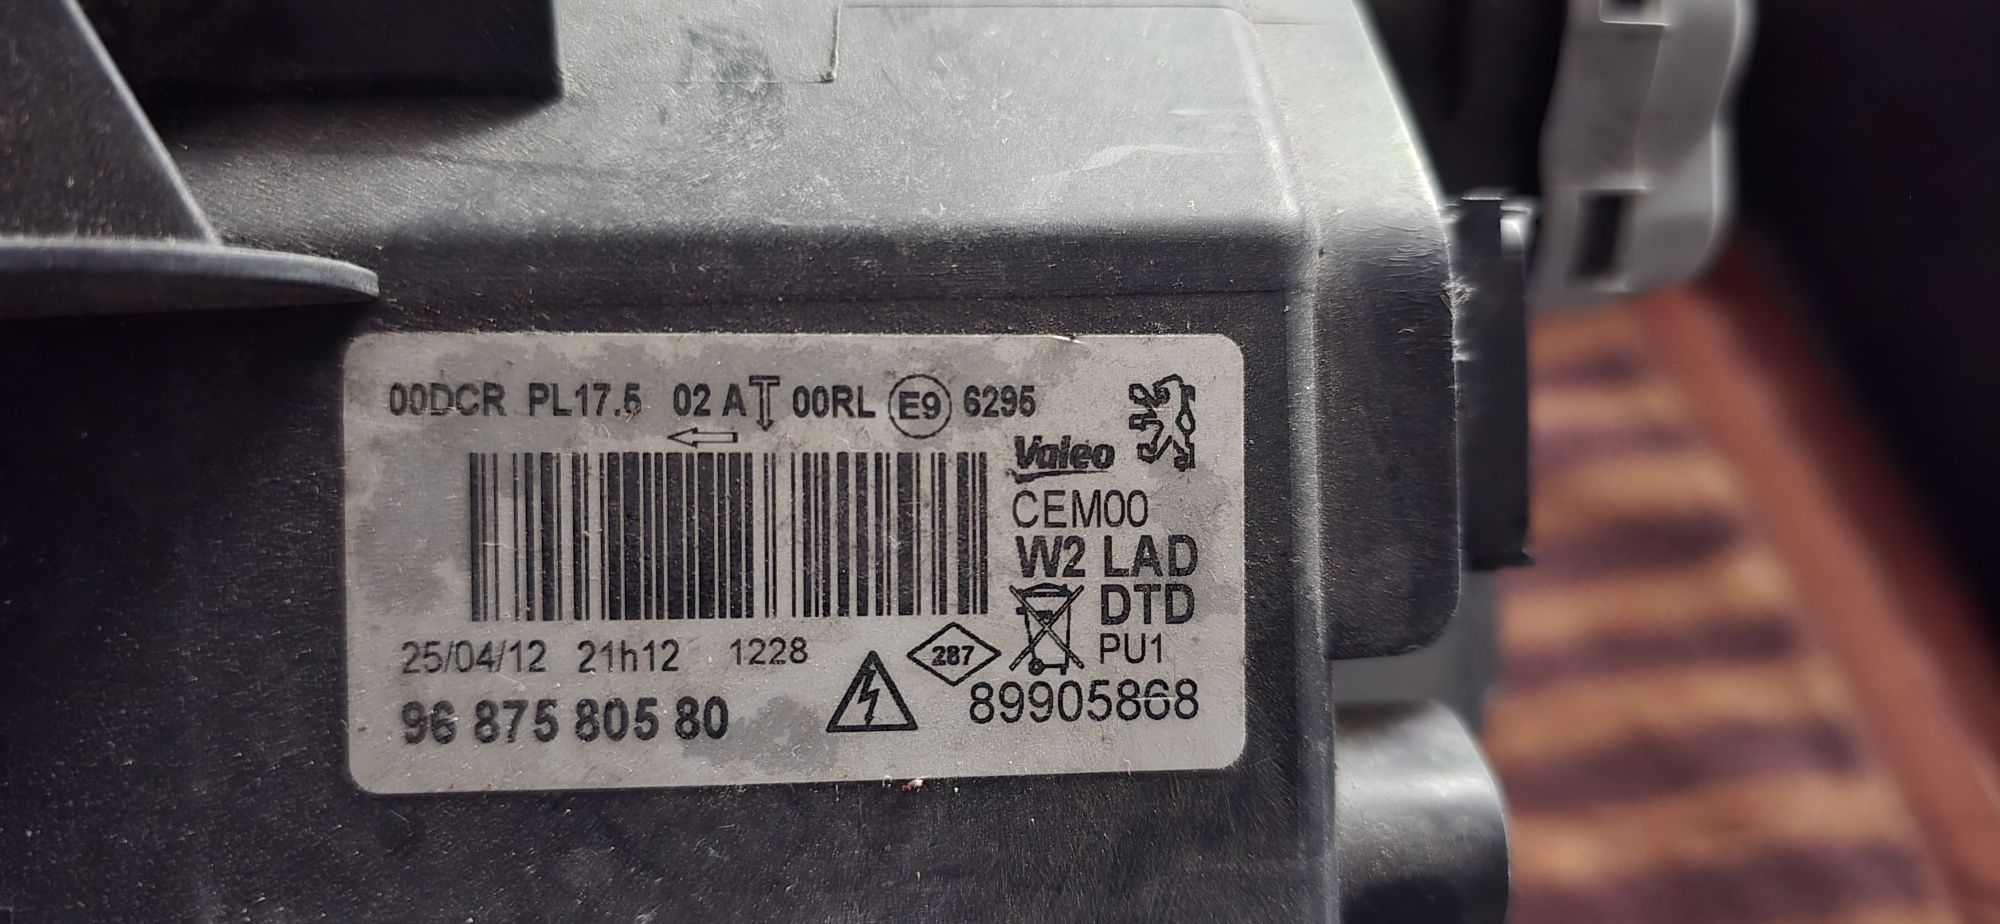 00DCR PL17.5 02 A 00RL E9 6295
Valeo
CEM00
W2 LAD
DTD
PU1
25/04/12 21h12 1228
287
96 875 805 80
89905868